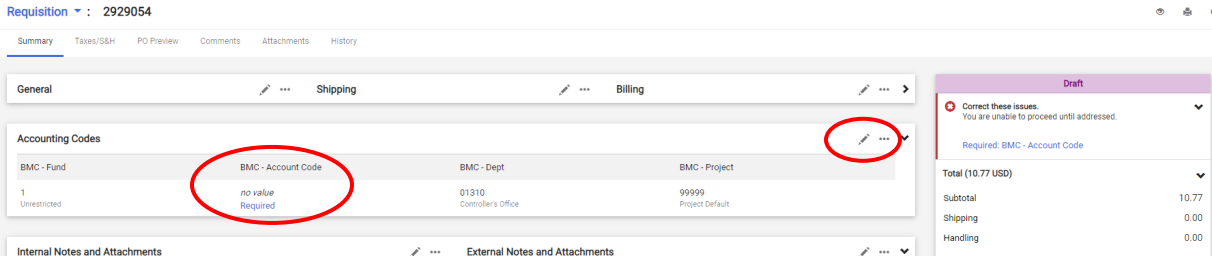 Requisition : 2929054
Summary Taxes/S&H PO Preview Comments Attachments History
General Shipping Billing
Accounting Codes
BMC - Fund BMC - Account Code BMC - Dept BMC - Project
1 no value 01310 99999
Unrestricted Required Controller's Office Project Default
Internal Notes and Attachments External Notes and Attachments
Draft
Correct these issues.
You are unable to proceed until addressed.
Required: BMC - Account Code
Total (10.77 USD)
Subtotal 10.77
Shipping 0.00
Handling 0.00